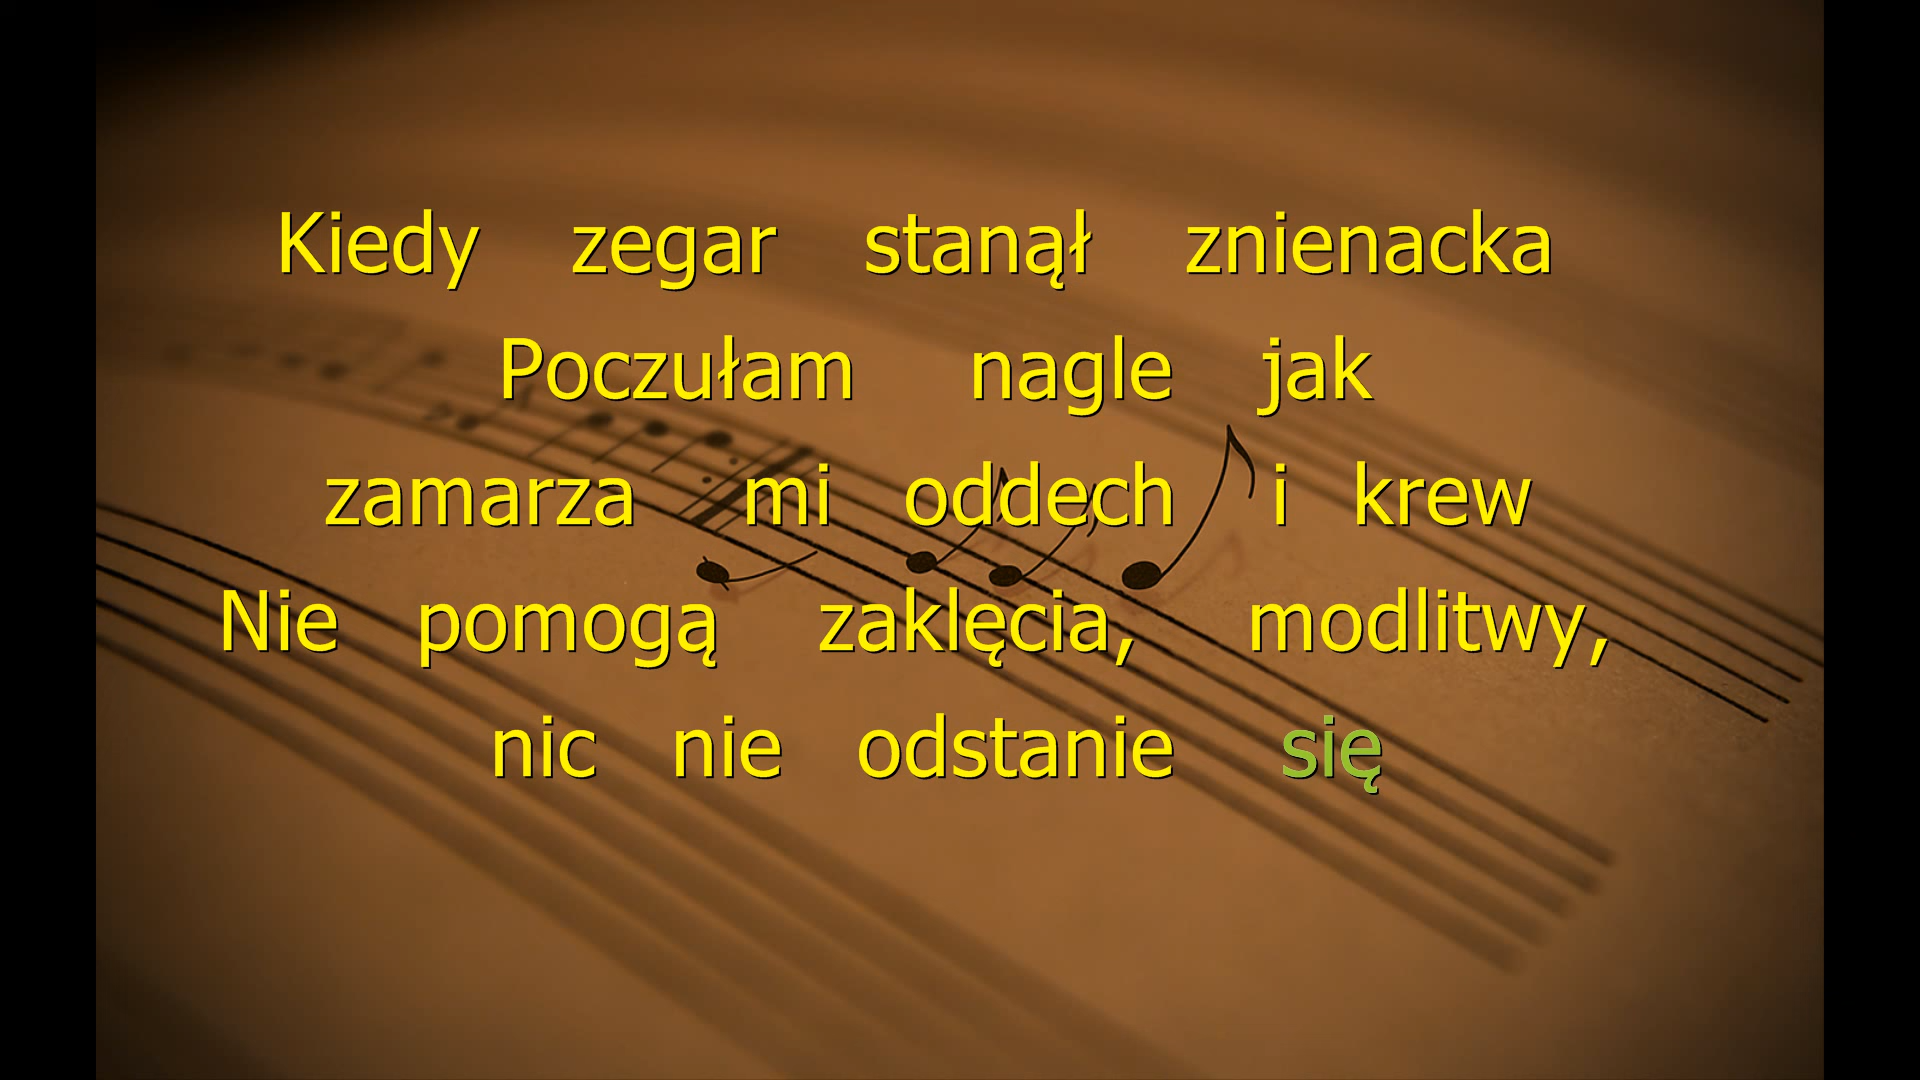 Kiedy zegar stanął znienacka
Poczułam nagle jak
zamarza mi oddech i krew
Nie pomogą zaklęcia, modlitwy,
nic nie odstanie się